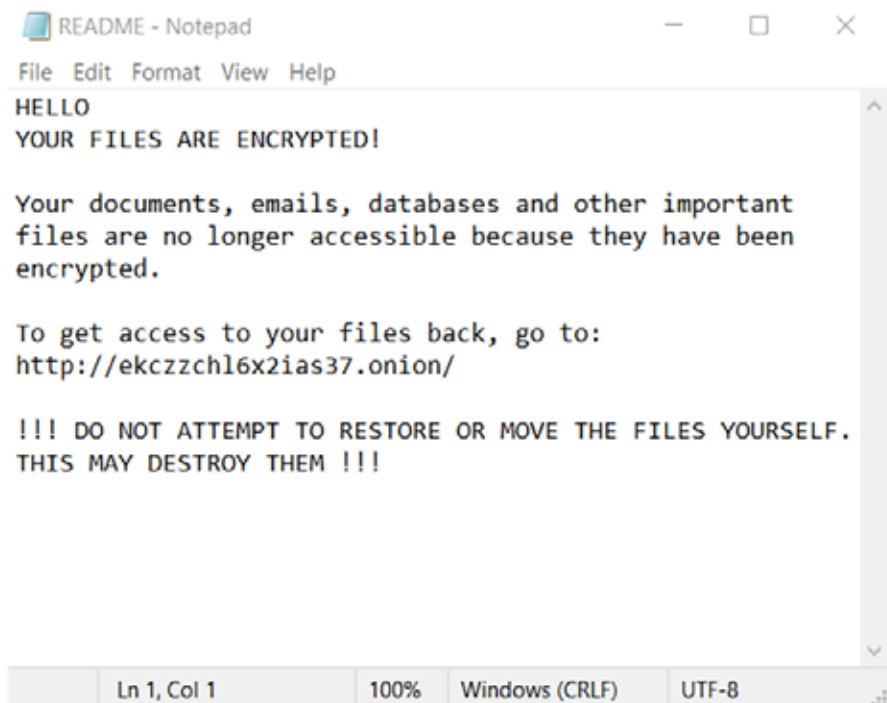 README - Notepad
File Edit Format View Help
HELLO
YOUR FILES ARE ENCRYPTED!
Your documents, emails, databases and other important
files are no longer accessible because they have been
encrypted.
To get access to your files back, go to:
http://ekczzchl6x2ias37.onion/
!!! DO NOT ATTEMPT TO RESTORE OR MOVE THE FILES YOURSELF.
THIS MAY DESTROY THEM !!!
Ln 1, Col 1 100% Windows (CRLF) UTF-8